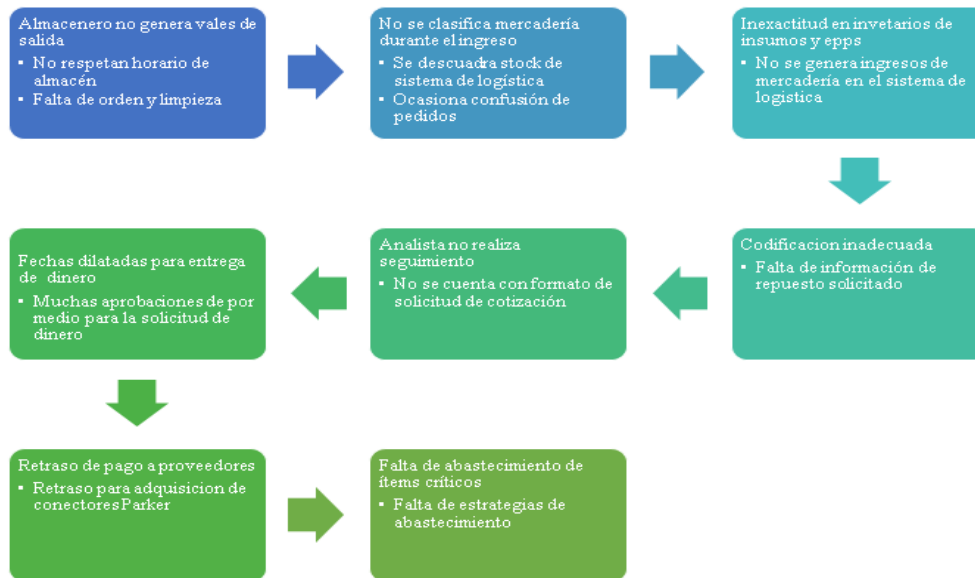 Almacenero no genera vales de
salida
▪ No respetan horario de
almacén
▪ Falta de orden y limpieza
No se clasifica mercadería
durante el ingreso
▪ Se descuadra stock de
sistema de logística
▪ Ocasiona confusión de
pedidos
Inexactitud en invetarios de
insumos y epps
▪ No se genera ingresos de
mercadería en el sistema de
logistica
Codificacion inadecuada
▪ Falta de información de
repuesto solicitado
Analista no realiza
seguimiento
▪ No se cuenta con formato de
solicitud de cotización
Fechas dilatadas para entrega
de dinero
▪ Muchas aprobaciones de por
medio para la solicitud de
dinero
Retraso de pago a proveedores
▪ Retraso para adquisicion de
conectores Parker
Falta de abastecimiento de
ítems críticos
▪ Falta de estrategias de
abastecimiento